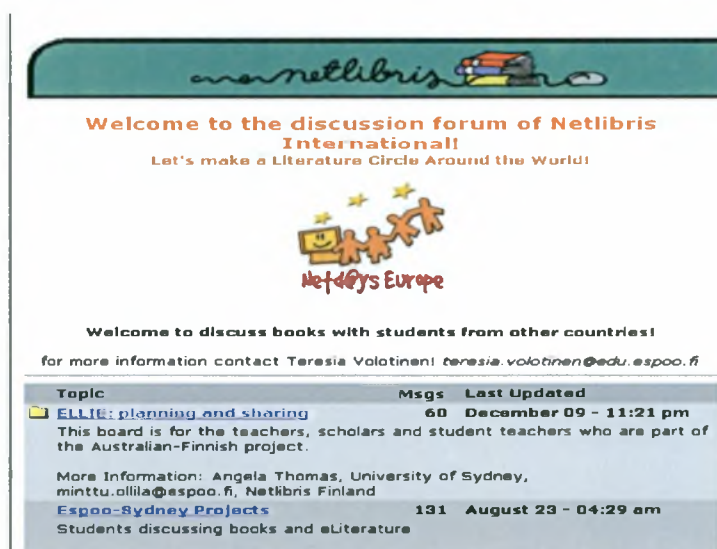 netlibris
Welcome to the discussion forum of Netlibris
International!
Let's make a Literature Circle Around the World!
Netd@ys Europe
Welcome to discuss books with students from other countries!
for more information contact Teresia Volotinen! teresia.volotinen@edu.espoo.fi
Topic Msgs Last Updated
ELLIE: planning and sharing 60 December 09 - 11:21 pm
This board is for the teachers, scholars and student teachers who are part of
the Australian-Finnish project.
More Information: Angela Thomas, University of Sydney,
minttu.ollila@espoo.fi, Netlibris Finland
Espoo-Sydney Projects 131 August 23 - 04:29 am
Students discussing books and eLiterature